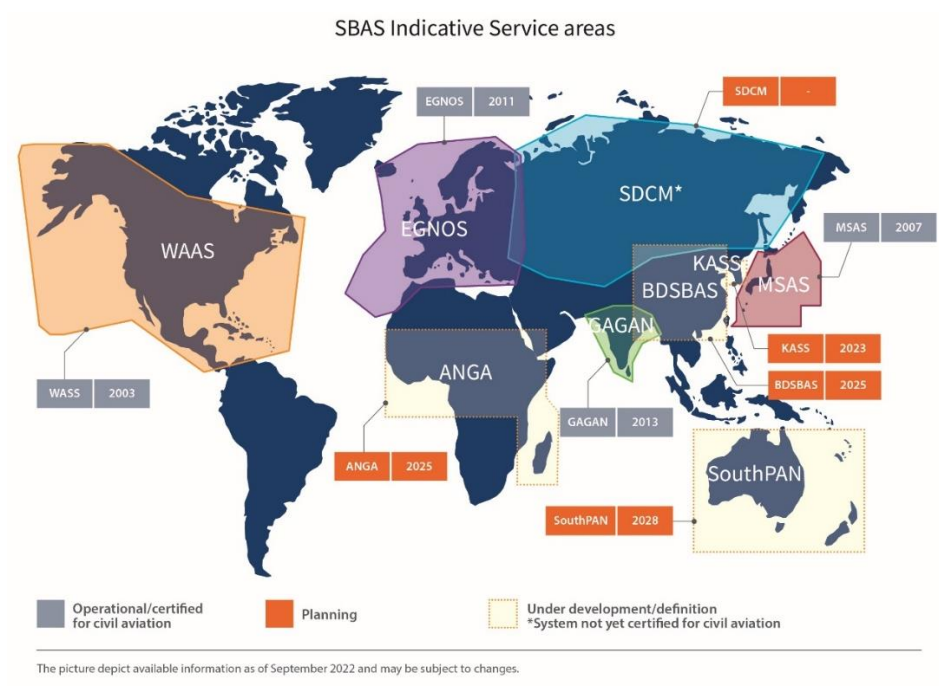 SBAS Indicative Service areas
EGNOS 2011
SDCM -
SDCM*
WAAS
EGNOS
MSAS 2007
KASS
BDSBAS
MSAS
GAGAN
KASS 2023
ANGA
BDSBAS 2025
WASS 2003
GAGAN 2013
ANGA 2025
SouthPAN
SouthPAN 2028
Operational/certified
for civil aviation
Planning
Under development/definition
*System not yet certified for civil aviation
The picture depict available information as of September 2022 and may be subject to changes.